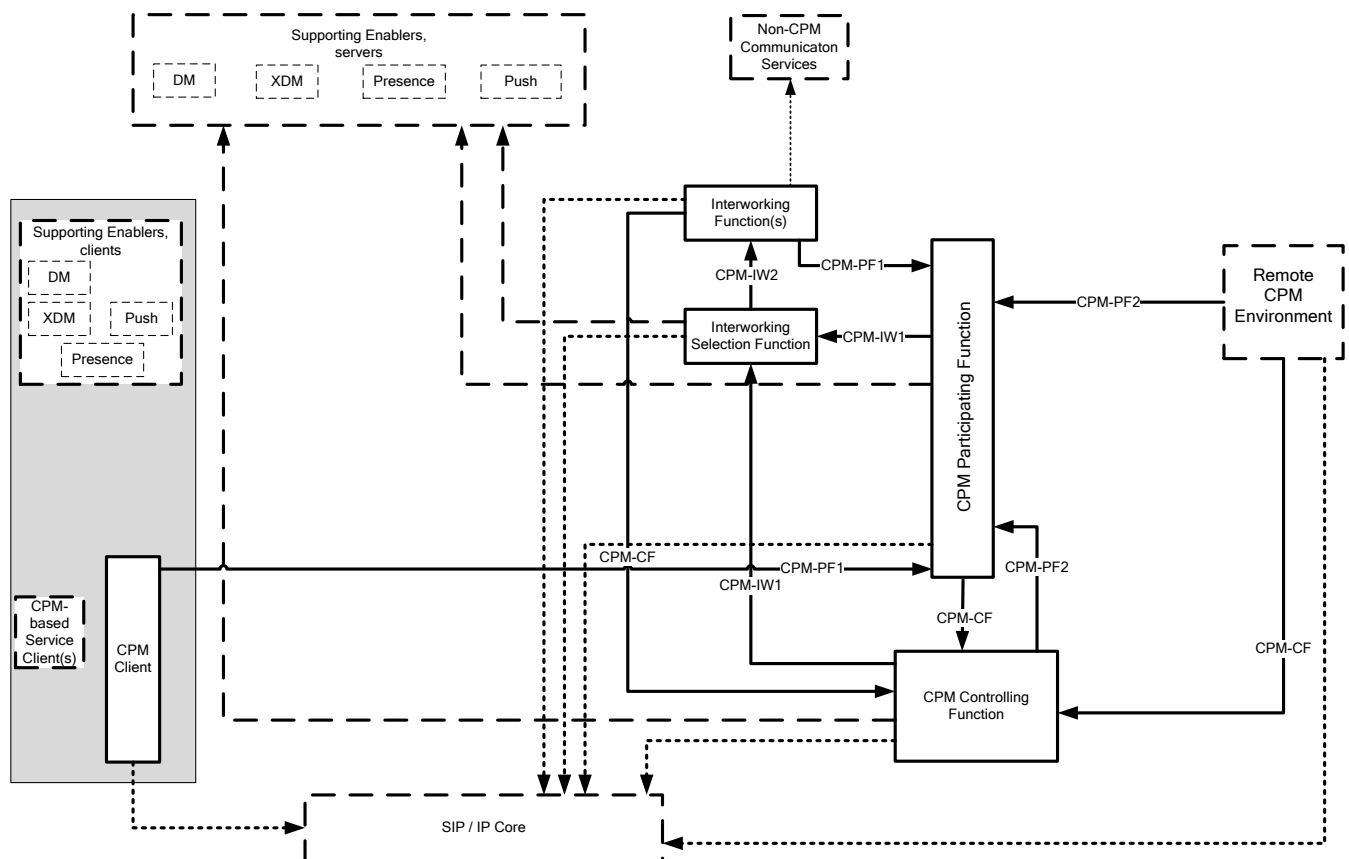 Supporting Enablers,
servers
DM
XDM
Presence
Push
Non-CPM
Communicaton
Services
Supporting Enablers,
clients
DM
XDM
Push
Presence
Interworking
Function(s)
CPM-PF1
CPM-IW2
Interworking
Selection Function
CPM-IW1
CPM Participating Function
CPM-PF2
Remote
CPM
Environment
CPM-CF
CPM-PF1
CPM-IW1
CPM-PF2
CPM-CF
CPM-CF
CPM-
based
Service
Client(s)
CPM
Client
CPM Controlling
Function
SIP / IP Core